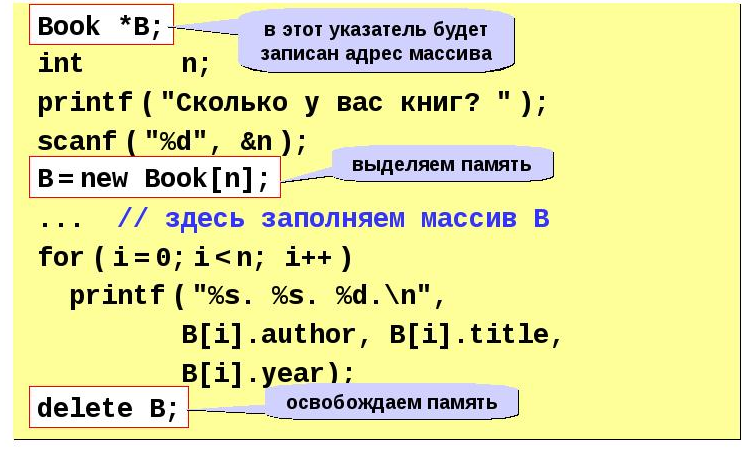 Book *B;
в этот указатель будет
записан адрес массива
int n;
printf ( "Сколько у вас книг? " );
scanf ( "%d", &n );
B = new Book[n];
выделяем память
... // здесь заполняем массив B
for ( i = 0; i < n; i++ )
printf ( "%s. %s. %d.\n",
B[i].author, B[i].title,
B[i].year);
delete B;
освобождаем память